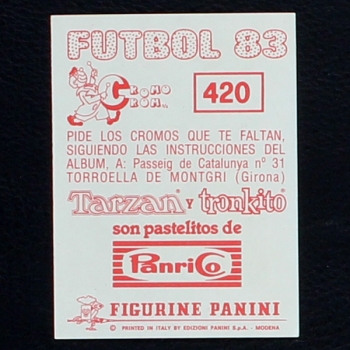 FUTBOL 83
CROMO CROM S.A.
420
PIDE LOS CROMOS QUE TE FALTAN,
SIGUIENDO LAS INSTRUCCIONES DEL
ALBUM, A: Passeig de Catalunya nº 31
TORROELLA DE MONTGRI (Girona)
Tarzan Y tronkito
son pastelitos de
PanriCo
FIGURINE PANINI
© PRINTED IN ITALY BY EDIZIONI PANINI S.p.A. - MODENA